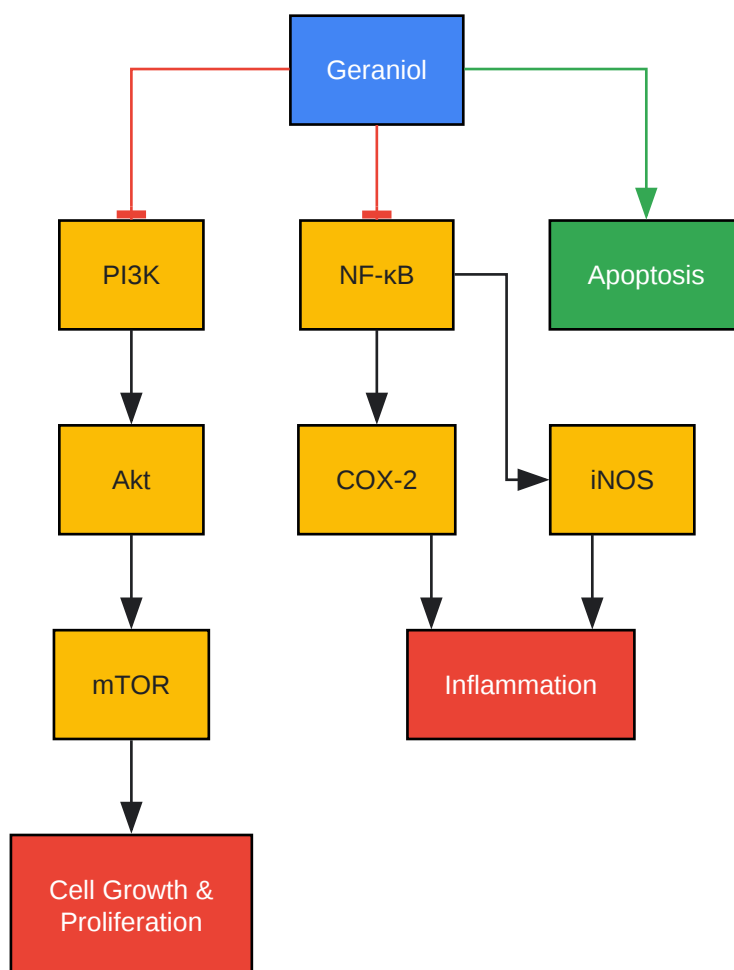 Geraniol
PI3K
NF-κB
Apoptosis
Akt
COX-2
iNOS
mTOR
Inflammation
Cell Growth &
Proliferation